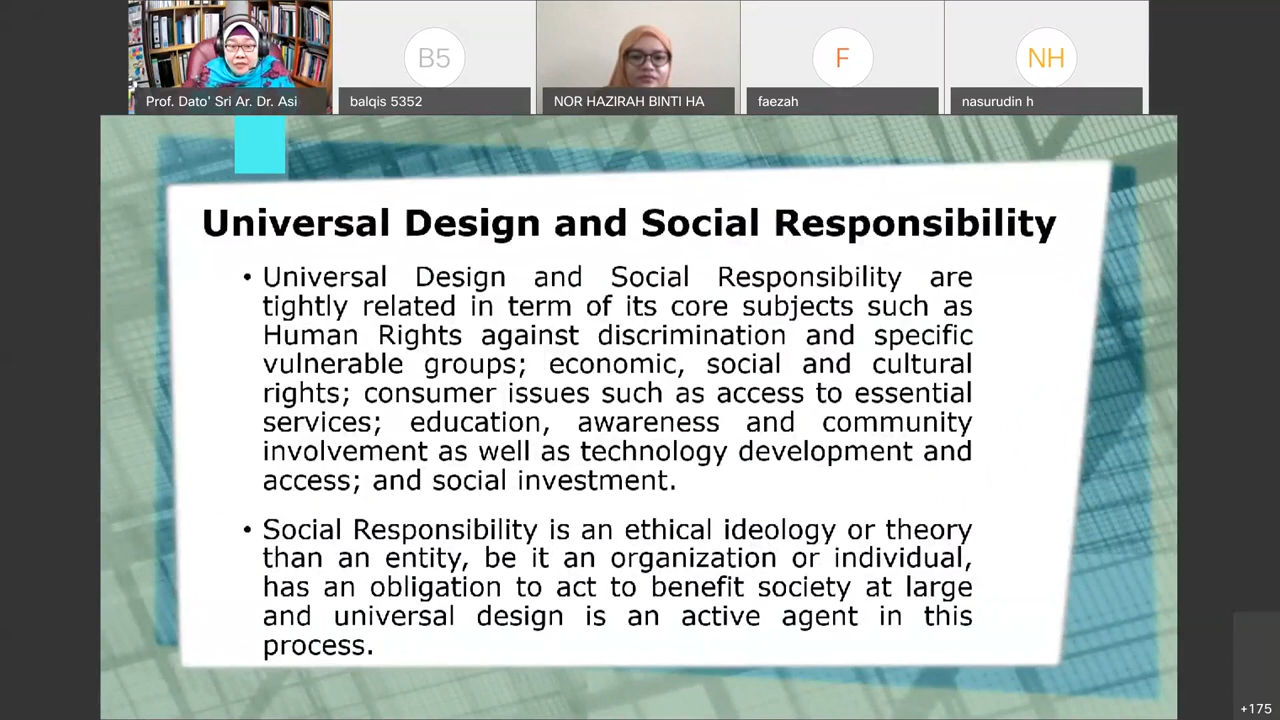 B5
F
NH
Prof. Dato' Sri Ar. Dr. Asi
balqis 5352
NOR HAZIRAH BINTI HA
faezah
nasurudin h
Universal Design and Social Responsibility
• Universal Design and Social Responsibility are
tightly related in term of its core subjects such as
Human Rights against discrimination and specific
vulnerable groups; economic, social and cultural
rights; consumer issues such as access to essential
services; education, awareness and community
involvement as well as technology development and
access; and social investment.
• Social Responsibility is an ethical ideology or theory
than an entity, be it an organization or individual,
has an obligation to act to benefit society at large
and universal design is an active agent in this
process.
+175